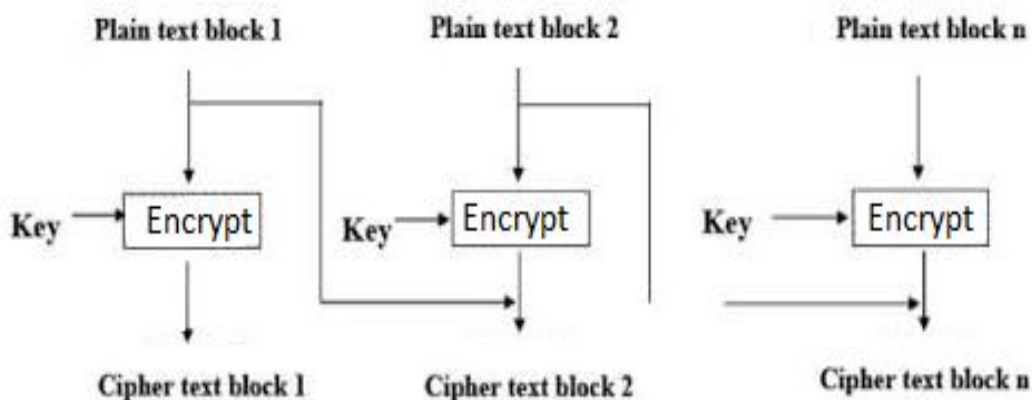 Plain text block 1
Plain text block 2
Plain text block n
Key
Encrypt
Key
Encrypt
Key
Encrypt
Cipher text block 1
Cipher text block 2
Cipher text block n